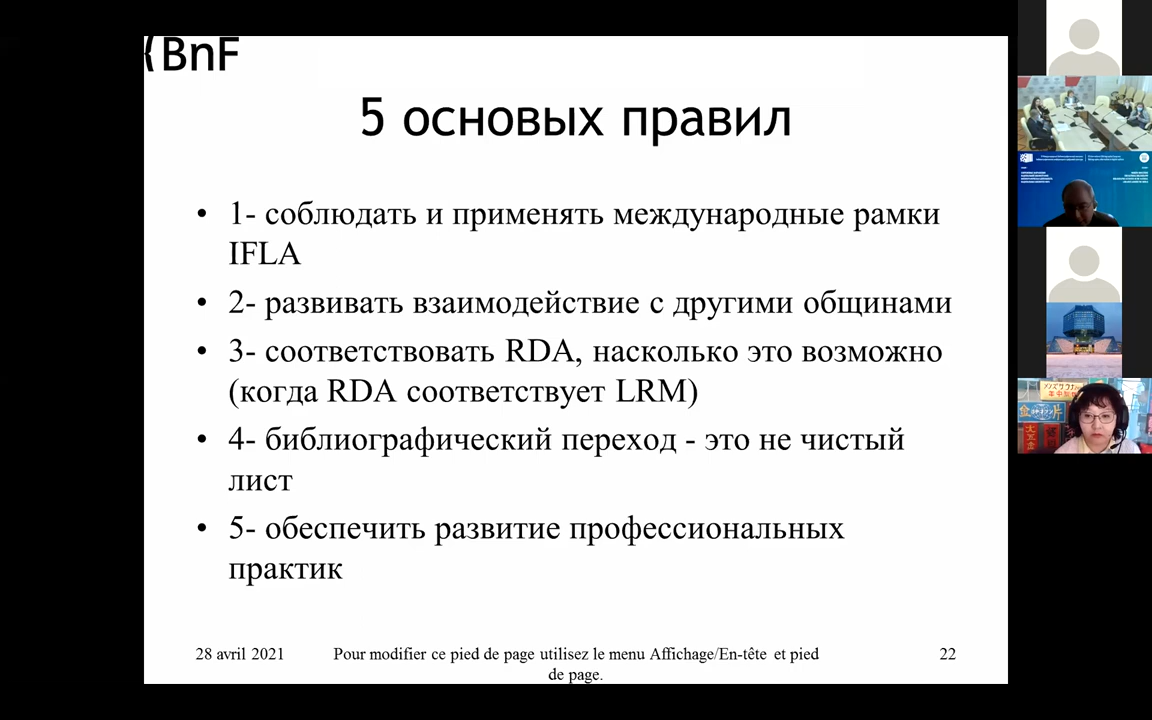 BnF
5 основых правил
• 1- соблюдать и применять международные рамки
IFLA
• 2- развивать взаимодействие с другими общинами
• 3- соответствовать RDA, насколько это возможно
(когда RDA соответствует LRM)
• 4- библиографический переход - это не чистый
лист
• 5- обеспечить развитие профессиональных
практик
28 avril 2021
Pour modifier ce pied de page utilisez le menu Affichage/En-tête et pied
de page.
22